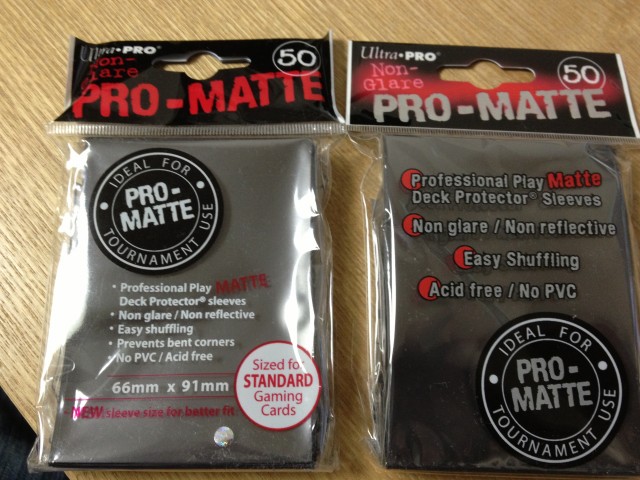 Ultra•PRO
50
Non-
Glare
PRO-MATTE
IDEAL FOR
PRO-
MATTE
TOURNAMENT USE
• Professional Play MATTE
Deck Protector® sleeves
• Non glare / Non reflective
• Easy shuffling
• Prevents bent corners
• No PVC / Acid free
66mm x 91mm
Sized for
STANDARD
Gaming
Cards
NEW sleeve size for better fit
Ultra•PRO
50
Non-
Glare
PRO-MATTE
Professional Play Matte
Deck Protector® Sleeves
Non glare / Non reflective
Easy Shuffling
Acid free / No PVC
IDEAL FOR
PRO-
MATTE
TOURNAMENT USE